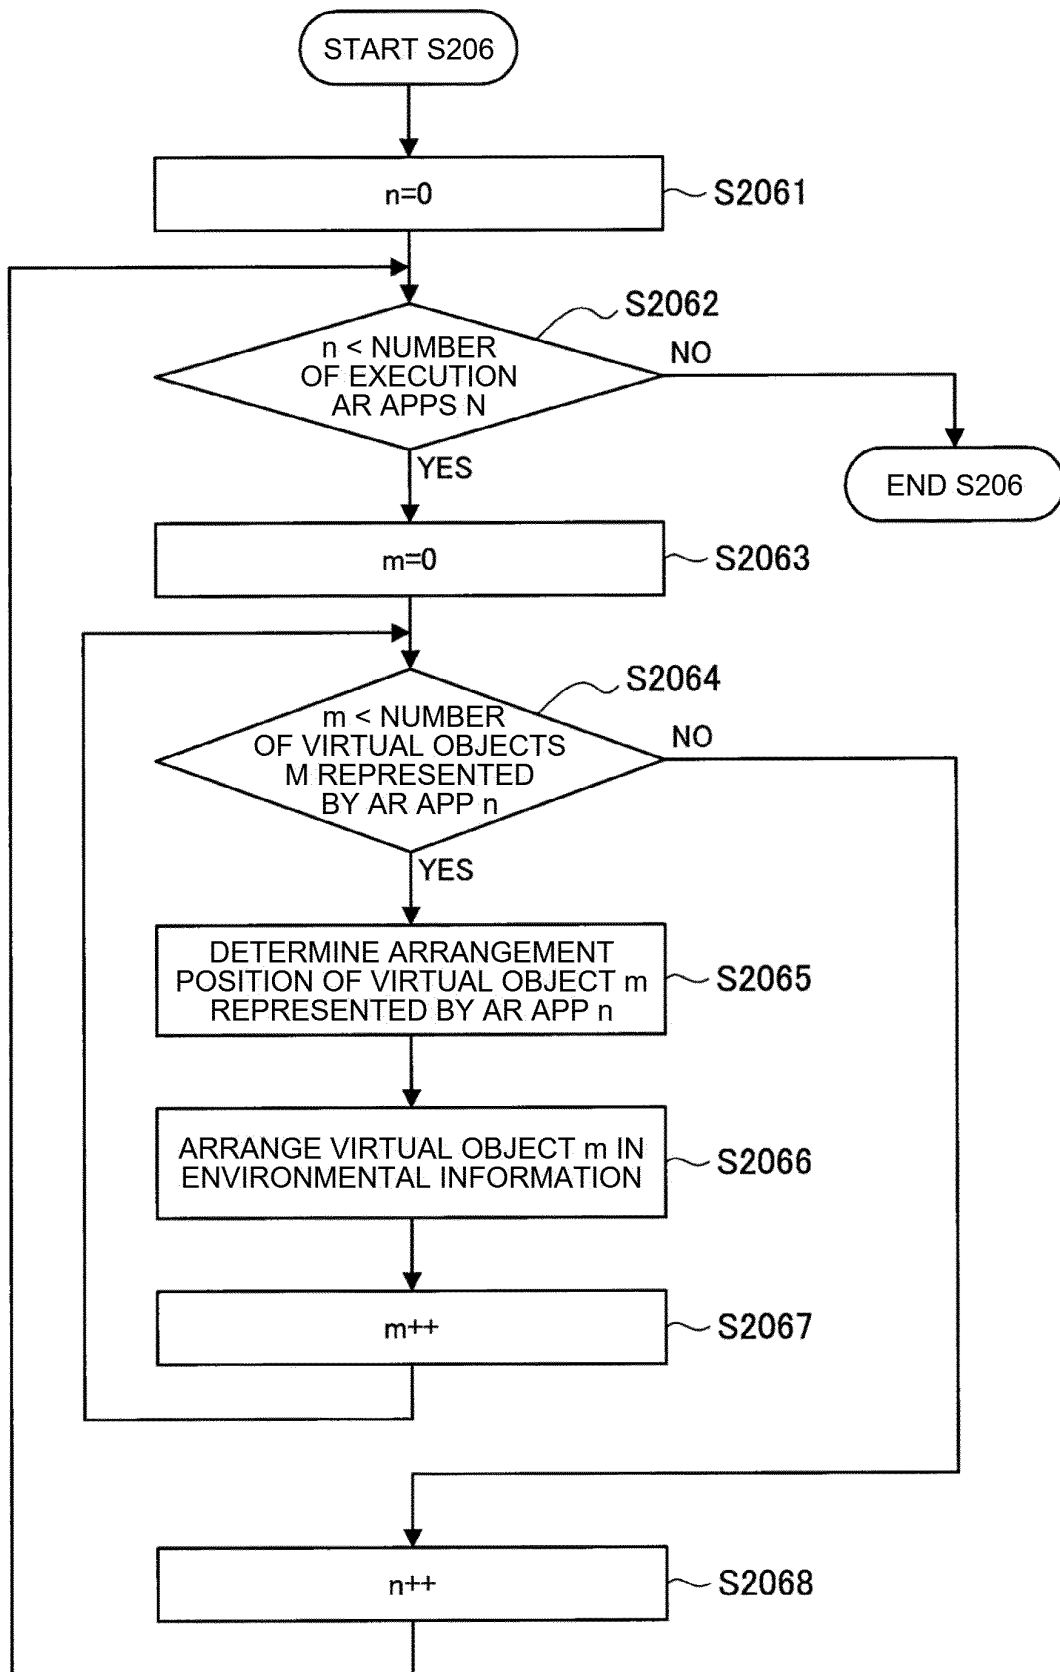 START S206
n=0
S2061
S2062
n < NUMBER
OF EXECUTION
AR APPS N
NO
YES
END S206
m=0
S2063
S2064
m < NUMBER
OF VIRTUAL OBJECTS
M REPRESENTED
BY AR APP n
NO
YES
DETERMINE ARRANGEMENT
POSITION OF VIRTUAL OBJECT m
REPRESENTED BY AR APP n
S2065
ARRANGE VIRTUAL OBJECT m IN
ENVIRONMENTAL INFORMATION
S2066
m++
S2067
n++
S2068